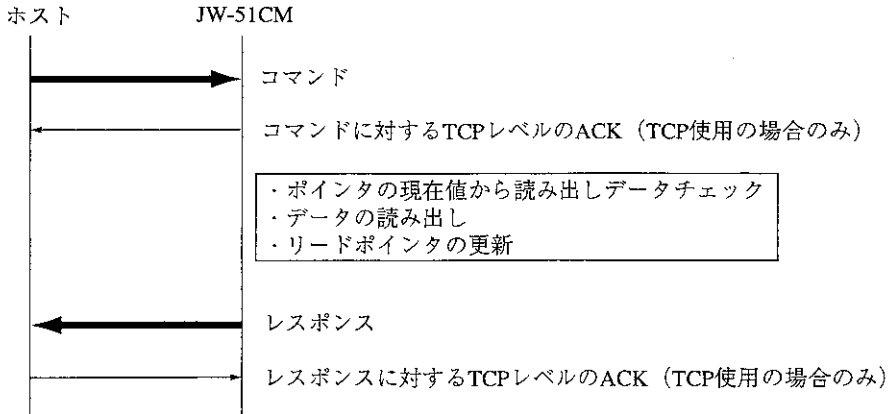 ホスト JW-51CM
コマンド
コマンドに対するTCPレベルのACK（TCP使用の場合のみ）
・ポインタの現在値から読み出しデータチェック
・データの読み出し
・リードポインタの更新
レスポンス
レスポンスに対するTCPレベルのACK（TCP使用の場合のみ）